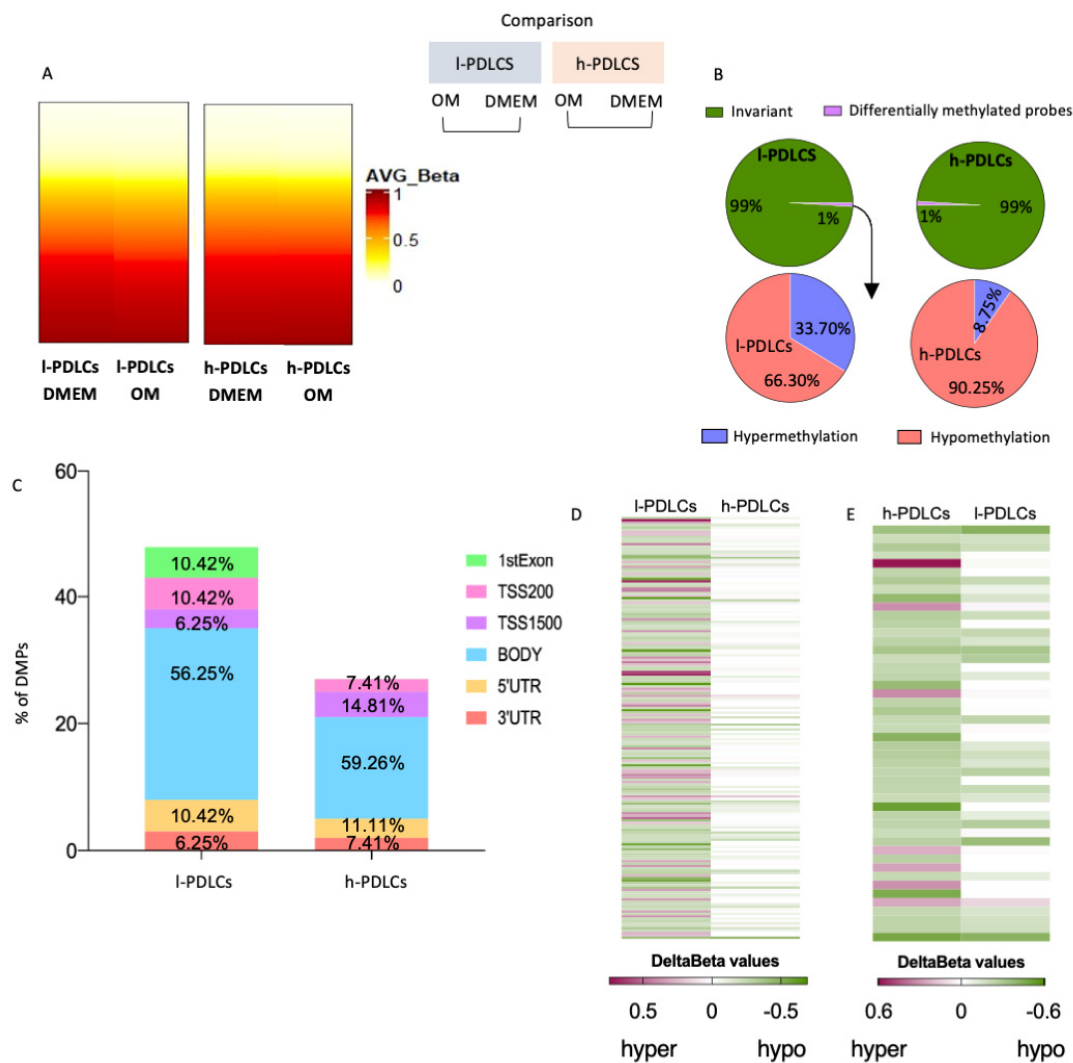 Comparison
l-PDLCS h-PDLCS
OM DMEM OM DMEM
A
AVG_Beta
1
0.5
0
l-PDLCs l-PDLCs h-PDLCs h-PDLCs
DMEM OM DMEM OM
B
Invariant Differentially methylated probes
l-PDLCS h-PDLCs
99% 1% 1% 99%
33.70% 8.75%
l-PDLCs h-PDLCs
66.30% 90.25%
Hypermethylation Hypomethylation
C
% of DMPs
60
40
20
0
10.42%
10.42%
6.25%
56.25%
10.42%
6.25%
7.41%
14.81%
59.26%
11.11%
7.41%
l-PDLCs h-PDLCs
1stExon
TSS200
TSS1500
BODY
5'UTR
3'UTR
D
l-PDLCs h-PDLCs
DeltaBeta values
0.5 0 -0.5
hyper hypo
E
h-PDLCs l-PDLCs
DeltaBeta values
0.6 0 -0.6
hyper hypo